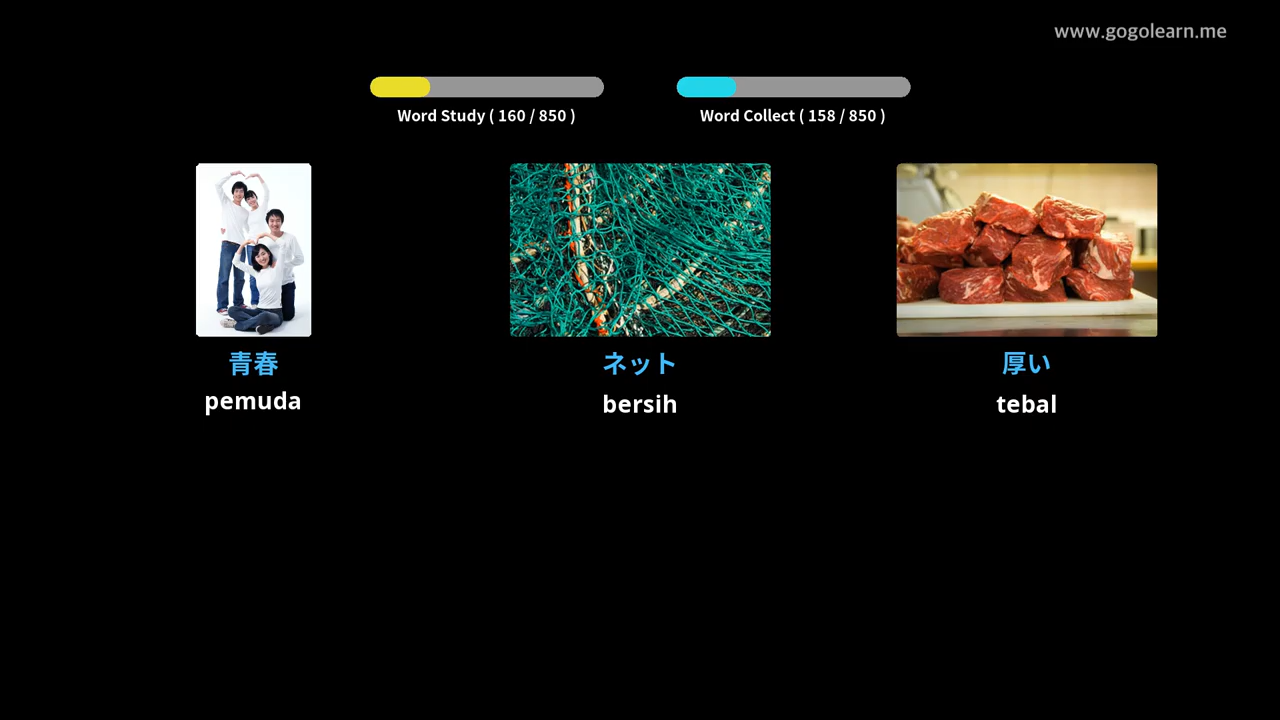 www.gogolearn.me
Word Study ( 160 / 850 )
Word Collect ( 158 / 850 )
青春
ネット
厚い
pemuda
bersih
tebal